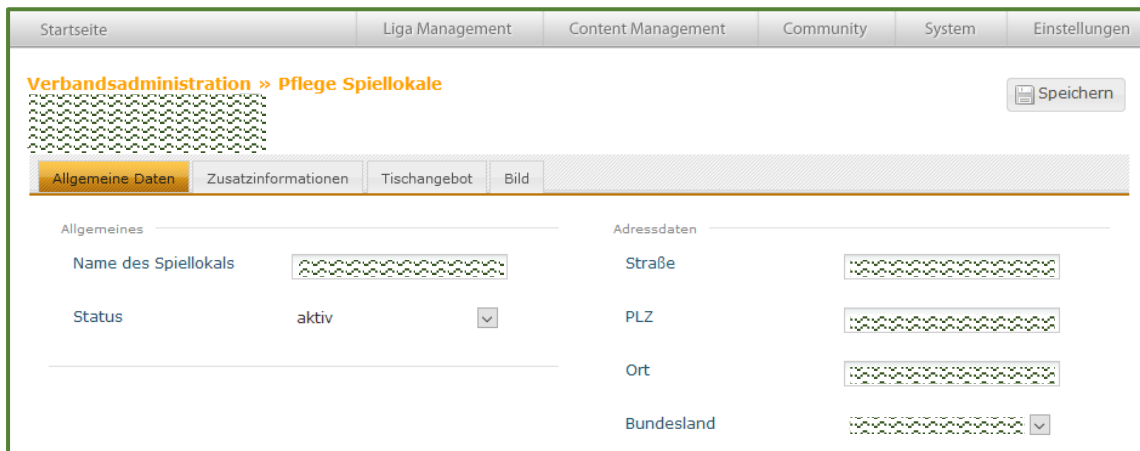 Startseite Liga Management Content Management Community System Einstellungen
Verbandsadministration » Pflege Spiellokale
Speichern
Allgemeine Daten Zusatzinformationen Tischangebot Bild
Allgemeines
Name des Spiellokals
Status aktiv
Adressdaten
Straße
PLZ
Ort
Bundesland